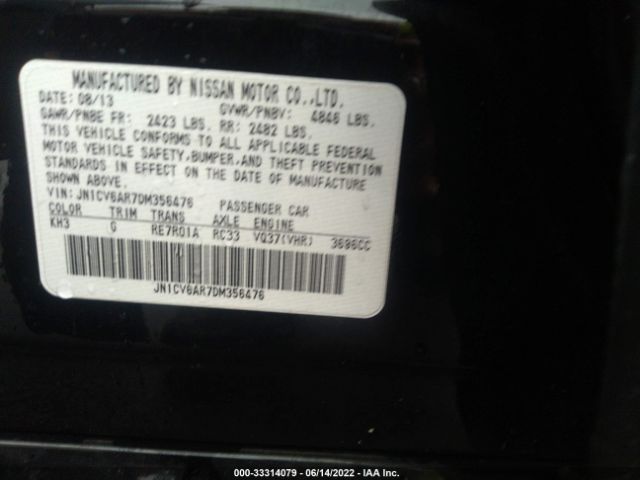 MANUFACTURED BY NISSAN MOTOR CO.,LTD.
DATE: 08/13 GVWR/PNBV: 4846 LBS.
GAWR/PNBE FR: 2423 LBS. RR: 2482 LBS.
THIS VEHICLE CONFORMS TO ALL APPLICABLE FEDERAL
MOTOR VEHICLE SAFETY,BUMPER,AND THEFT PREVENTION
STANDARDS IN EFFECT ON THE DATE OF MANUFACTURE
SHOWN ABOVE.
VIN: JN1CV6AR7DM356476 PASSENGER CAR
COLOR TRIM TRANS AXLE ENGINE
KH3 G RE7R01A RC33 VQ37(VHR) 3696CC
JN1CV6AR7DM356476
000-33314079 - 06/14/2022 - IAA Inc.